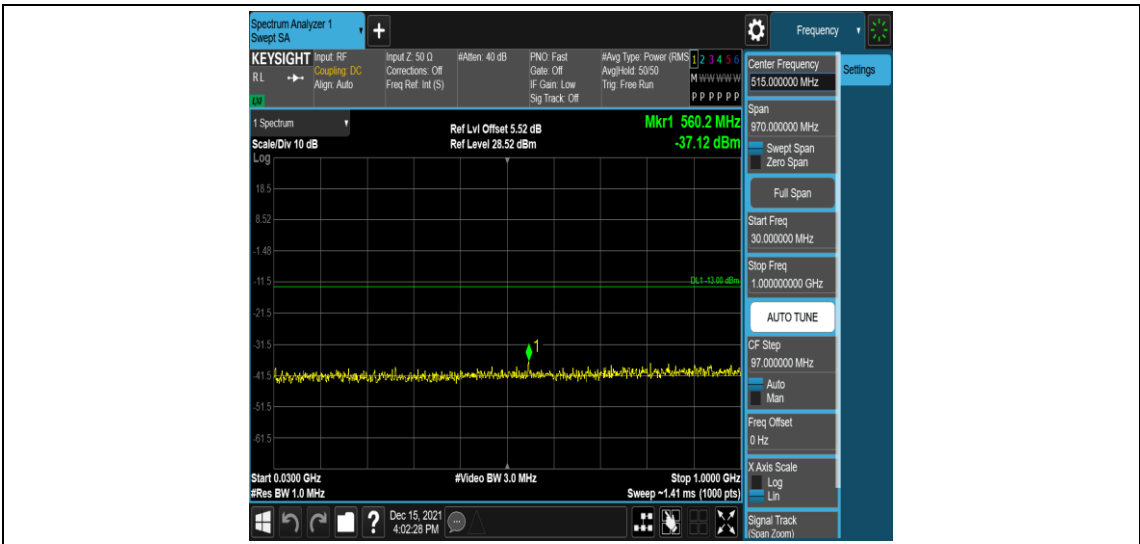 Spectrum Analyzer 1
Swept SA
+
Frequency
KEYSIGHT
RL
LXI
Input: RF
Coupling: DC
Align: Auto
Input Z: 50 Ω
Corrections: Off
Freq Ref: Int (S)
#Atten: 40 dB
PNO: Fast
Gate: Off
IF Gain: Low
Sig Track: Off
#Avg Type: Power (RMS
Avg|Hold: 50/50
Trig: Free Run
1 2 3 4 5 6
M W W W W W
P P P P P P
1 Spectrum
Scale/Div 10 dB
Log
Ref Lvl Offset 5.52 dB
Ref Level 28.52 dBm
Mkr1 560.2 MHz
-37.12 dBm
18.5
8.52
-1.48
-11.5
DL1 -13.00 dBm
-21.5
-31.5
1
-41.5
-51.5
-61.5
Start 0.0300 GHz
#Res BW 1.0 MHz
#Video BW 3.0 MHz
Stop 1.0000 GHz
Sweep ~1.41 ms (1000 pts)
?
Dec 15, 2021
4:02:28 PM
Center Frequency
515.000000 MHz
Settings
Span
970.000000 MHz
Swept Span
Zero Span
Full Span
Start Freq
30.000000 MHz
Stop Freq
1.000000000 GHz
AUTO TUNE
CF Step
97.000000 MHz
Auto
Man
Freq Offset
0 Hz
X Axis Scale
Log
Lin
Signal Track
(Span Zoom)